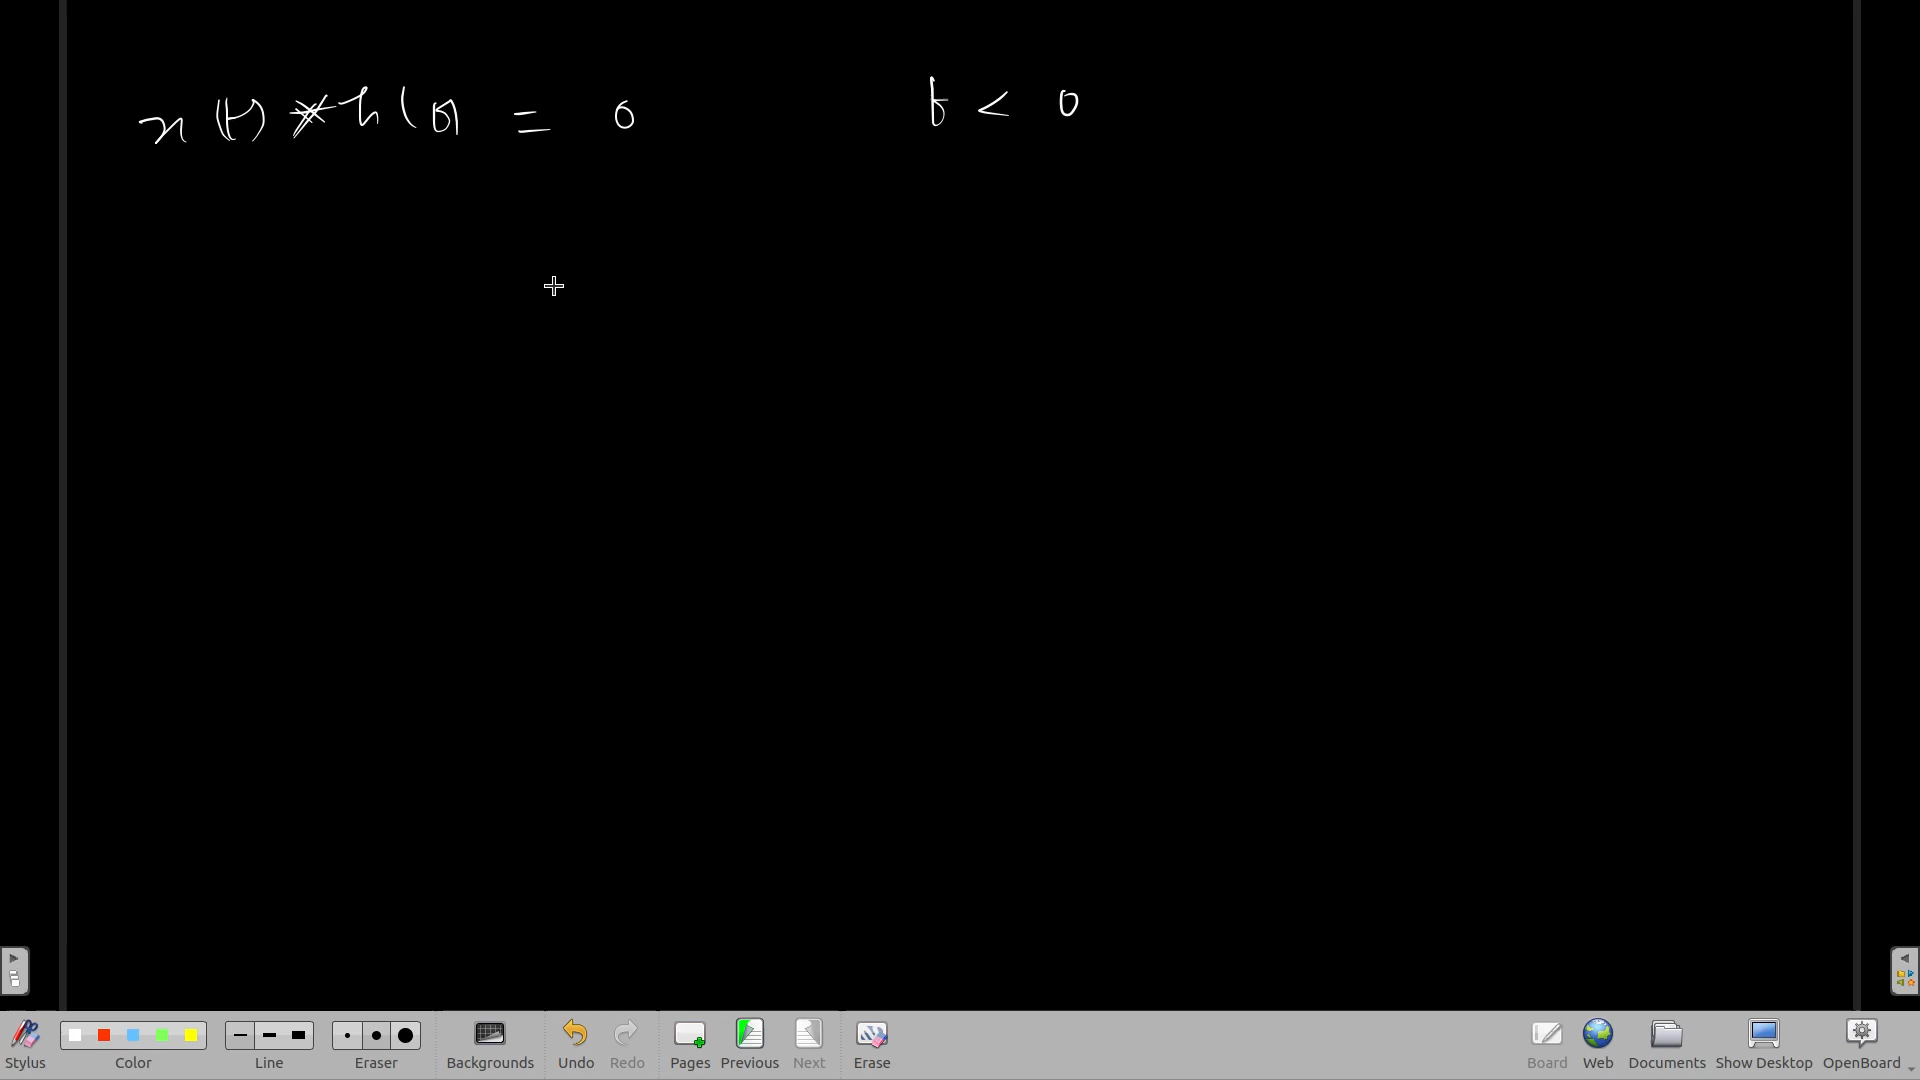 x(t) * h(t) = 0 t < 0
Stylus Color Line Eraser Backgrounds Undo Redo Pages Previous Next Erase Board Web Documents Show Desktop OpenBoard